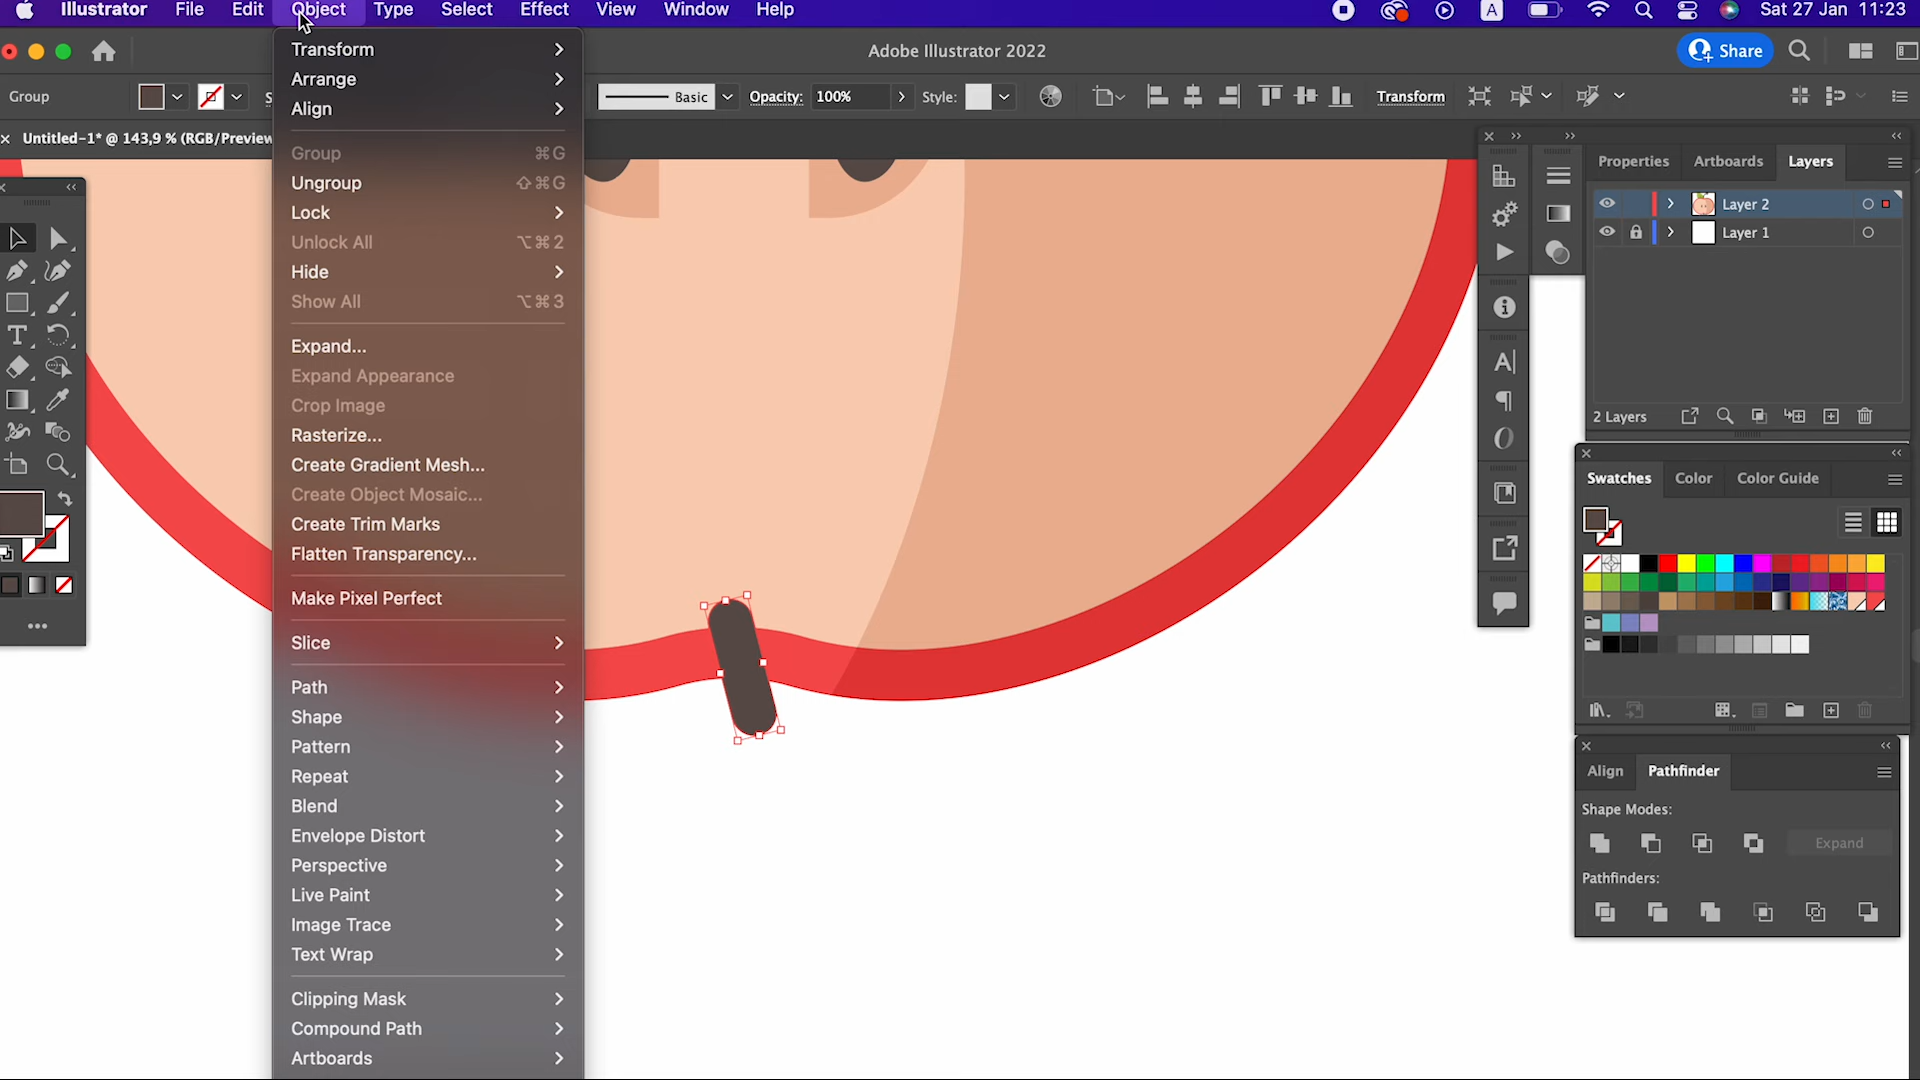 Illustrator File Edit Object Type Select Effect View Window Help A Sat 27 Jan 11:23
Adobe Illustrator 2022
Share
Group
Basic
Opacity: 100%
Style:
Transform
Untitled-1* @ 143,9 % (RGB/Preview
Transform
Arrange
Align
Group ⌘G
Ungroup ⇧⌘G
Lock
Unlock All ⌥⌘2
Hide
Show All ⌥⌘3
Expand...
Expand Appearance
Crop Image
Rasterize...
Create Gradient Mesh...
Create Object Mosaic...
Create Trim Marks
Flatten Transparency...
Make Pixel Perfect
Slice
Path
Shape
Pattern
Repeat
Blend
Envelope Distort
Perspective
Live Paint
Image Trace
Text Wrap
Clipping Mask
Compound Path
Artboards
Properties Artboards Layers
Layer 2
Layer 1
2 Layers
Swatches Color Color Guide
Align Pathfinder
Shape Modes:
Expand
Pathfinders: